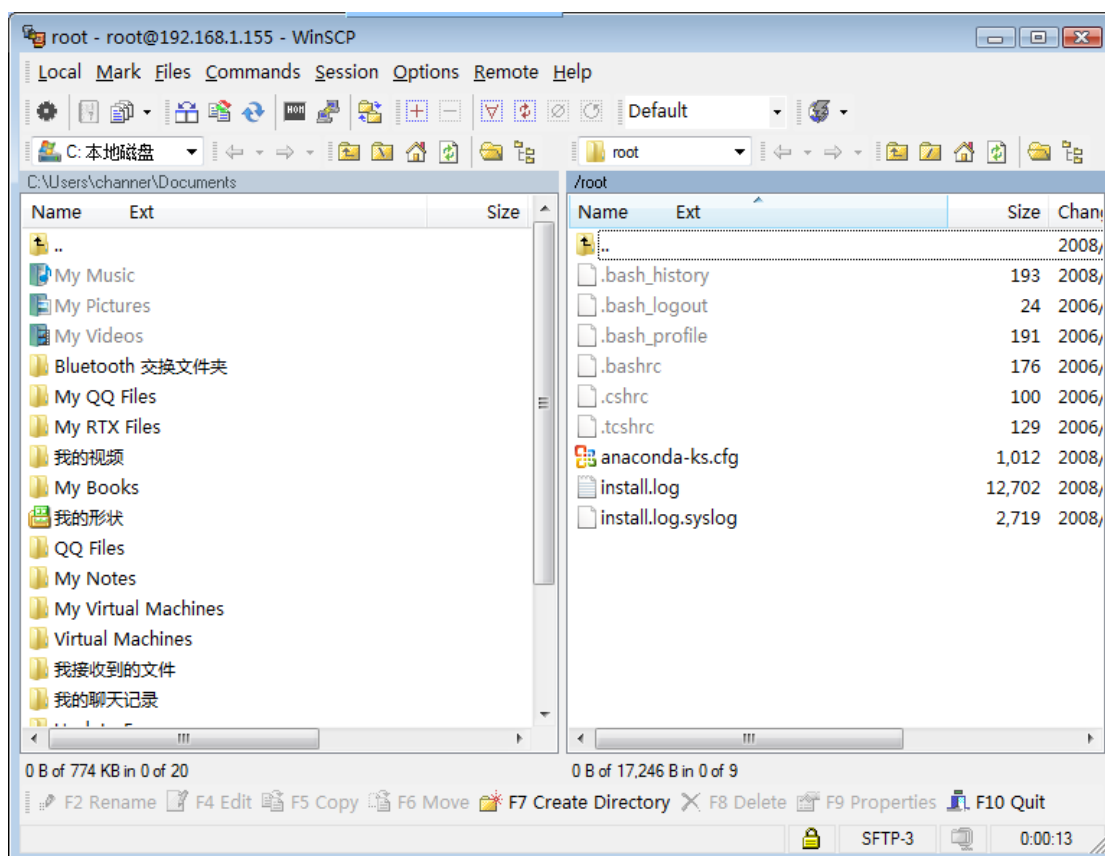 root - root@192.168.1.155 - WinSCP
Local Mark Files Commands Session Options Remote Help
Default
C: 本地磁盘
root
C:\Users\channer\Documents
/root
Name Ext Size
Name Ext Size Chang
..
.. 2008/
My Music
.bash_history 193 2008/
My Pictures
.bash_logout 24 2006/
My Videos
.bash_profile 191 2006/
Bluetooth 交换文件夹
.bashrc 176 2006/
My QQ Files
.cshrc 100 2006/
My RTX Files
.tcshrc 129 2006/
我的视频
anaconda-ks.cfg 1,012 2008/
My Books
install.log 12,702 2008/
我的形状
install.log.syslog 2,719 2008/
QQ Files
My Notes
My Virtual Machines
Virtual Machines
我接收到的文件
我的聊天记录
0 B of 774 KB in 0 of 20
0 B of 17,246 B in 0 of 9
F2 Rename F4 Edit F5 Copy F6 Move F7 Create Directory F8 Delete F9 Properties F10 Quit
SFTP-3 0:00:13